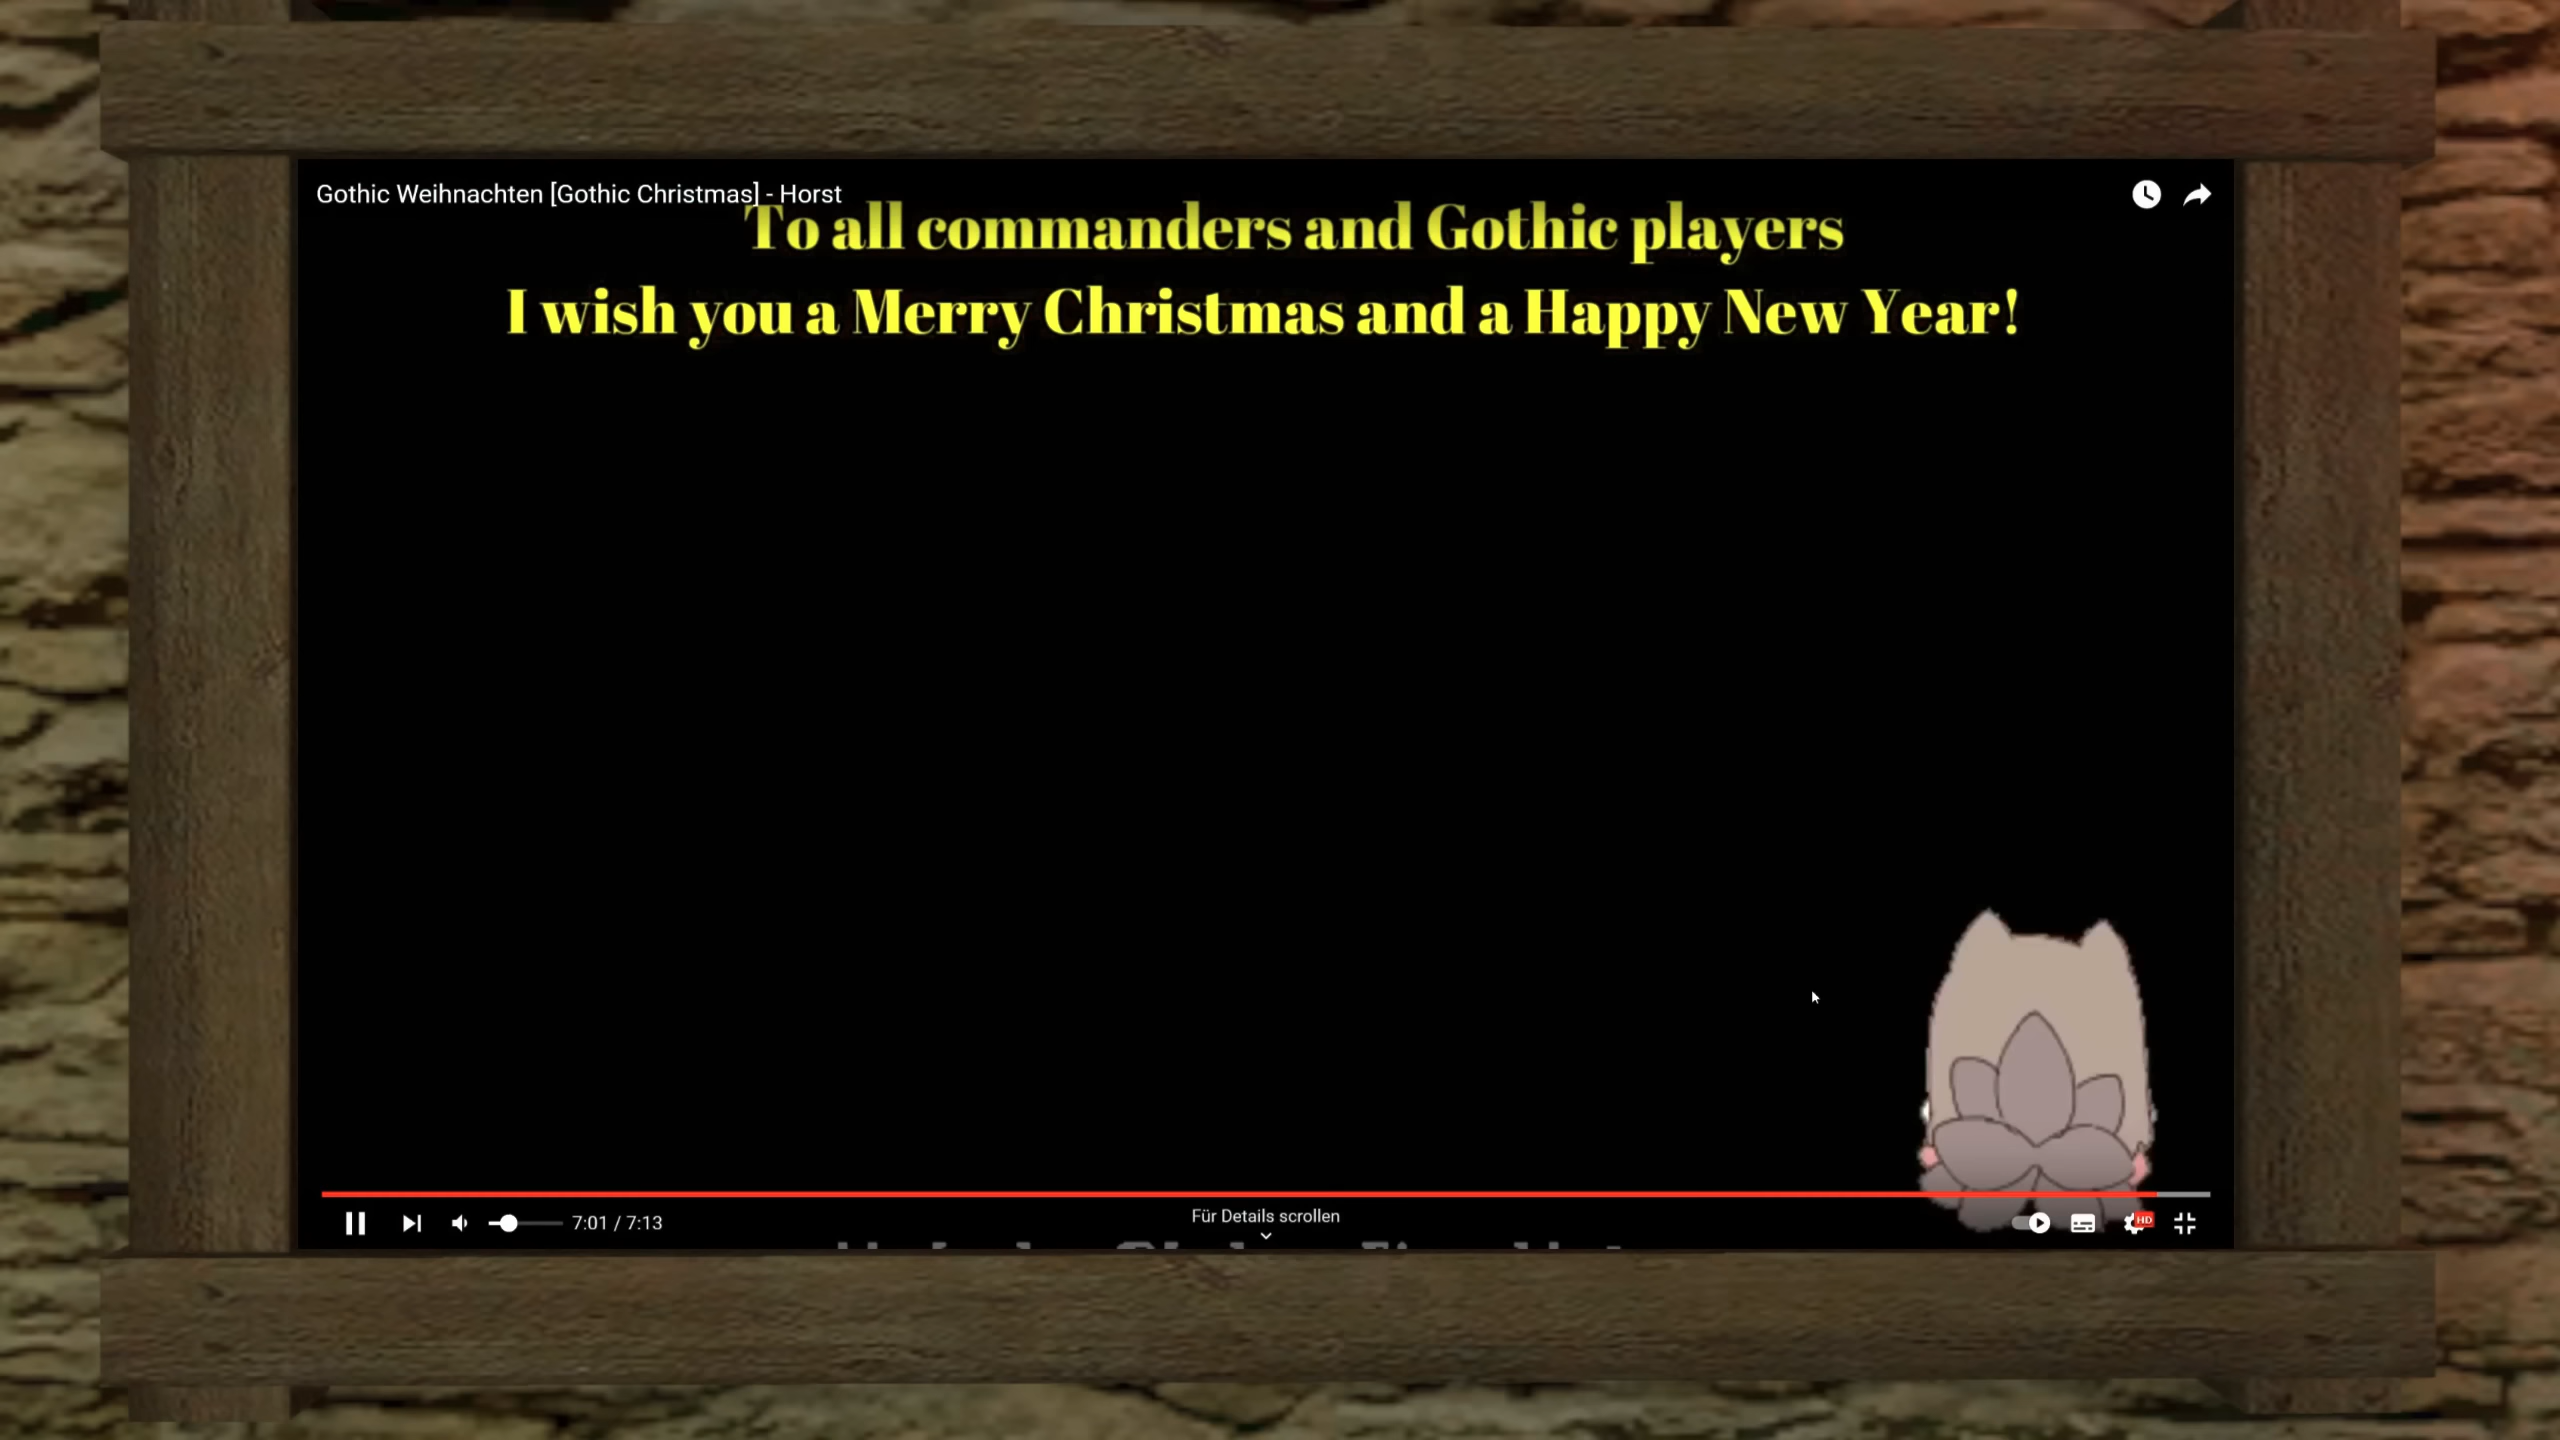 Gothic Weihnachten [Gothic Christmas] - Horst
To all commanders and Gothic players
I wish you a Merry Christmas and a Happy New Year!
7:01 / 7:13
Für Details scrollen
HD